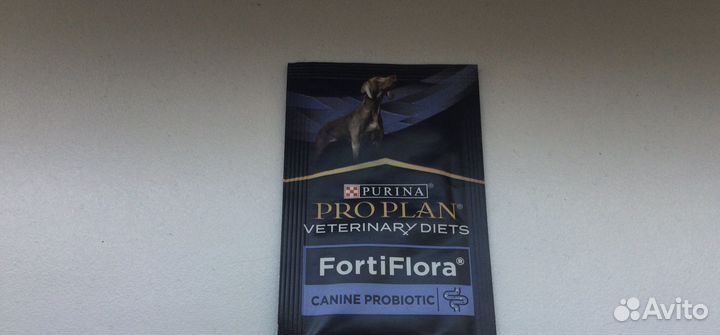 PURINA®
PRO PLAN®
VETERINARY DIETS
FortiFlora®
CANINE PROBIOTIC
Avito